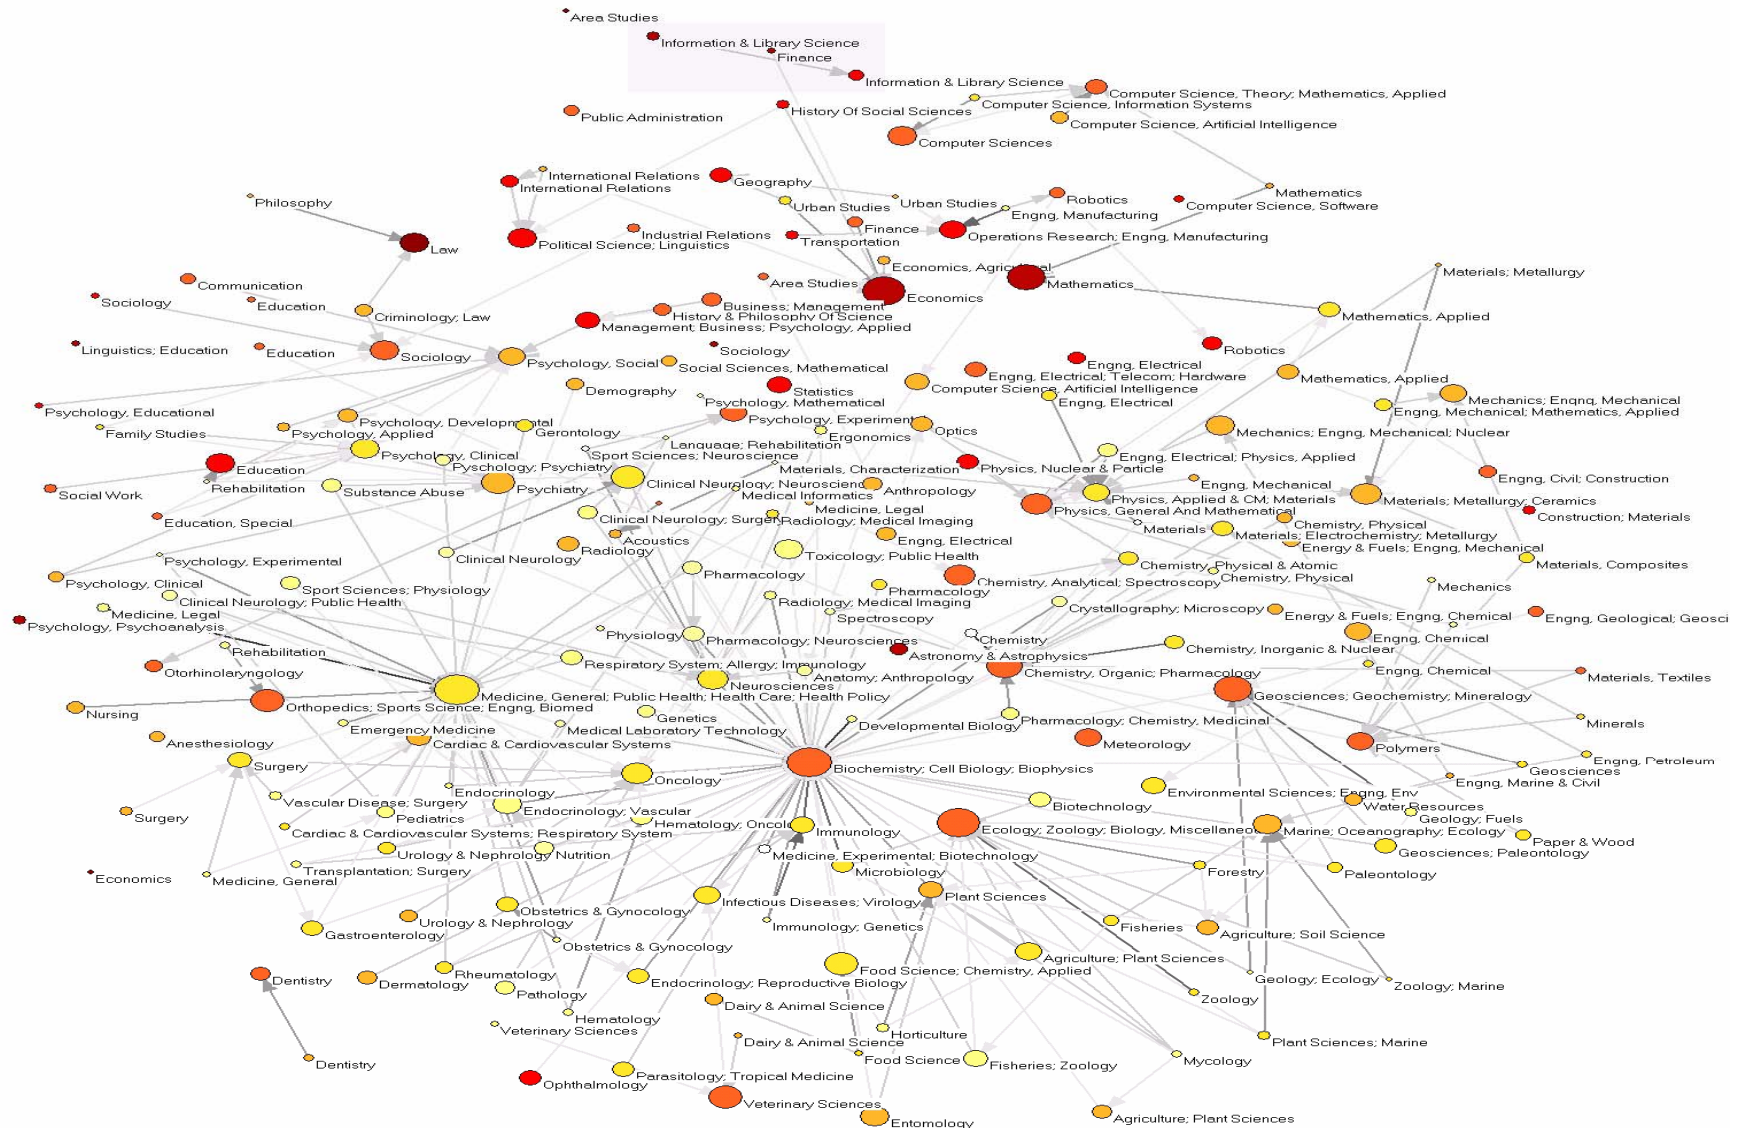 Area Studies
Information & Library Science
Finance
Information & Library Science
Computer Science, Theory; Mathematics, Applied
History Of Social Sciences
Computer Science, Information Systems
Public Administration
Computer Science, Artificial Intelligence
Computer Sciences
International Relations
International Relations
Geography
Mathematics
Philosophy
Urban Studies
Urban Studies
Robotics
Computer Science, Software
Engng, Manufacturing
Law
Political Science; Linguistics
Industrial Relations
Finance
Transportation
Operations Research; Engng, Manufacturing
Economics, Agricultural
Materials; Metallurgy
Communication
Area Studies
Economics
Mathematics
Sociology
Education
Criminology; Law
Business; Management
History & Philosophy Of Science
Management; Business; Psychology, Applied
Mathematics, Applied
Linguistics; Education
Education
Sociology
Psychology, Social
Sociology
Social Sciences, Mathematical
Engng, Electrical
Robotics
Engng, Electrical; Telecom; Hardware
Mathematics, Applied
Demography
Statistics
Computer Science, Artificial Intelligence
Engng, Electrical
Mechanics; Engng, Mechanical
Psychology, Mathematical
Psychology, Educational
Engng, Mechanical; Mathematics, Applied
Psychology, Developmental
Psychology, Experimental
Family Studies
Psychology, Applied
Gerontology
Ergonomics
Optics
Mechanics; Engng, Mechanical; Nuclear
Language; Rehabilitation
Psychology, Clinical
Sport Sciences; Neuroscience
Engng, Electrical; Physics, Applied
Education
Pyschology; Psychiatry
Materials, Characterization
Physics, Nuclear & Particle
Rehabilitation
Substance Abuse
Psychiatry
Clinical Neurology; Neuroscience
Anthropology
Engng, Mechanical
Engng, Civil; Construction
Social Work
Medical Informatics
Physics, Applied & CM; Materials
Materials; Metallurgy; Ceramics
Medicine, Legal
Physics, General And Mathematical
Construction; Materials
Education, Special
Clinical Neurology; Surgery
Radiology; Medical Imaging
Materials
Chemistry, Physical
Materials; Electrochemistry; Metallurgy
Acoustics
Engng, Electrical
Radiology
Energy & Fuels; Engng, Mechanical
Clinical Neurology
Toxicology; Public Health
Psychology, Experimental
Chemistry, Physical & Atomic
Materials, Composites
Psychology, Clinical
Pharmacology
Chemistry, Analytical; Spectroscopy
Chemistry, Physical
Sport Sciences; Physiology
Pharmacology
Mechanics
Clinical Neurology; Public Health
Radiology; Medical Imaging
Crystallography; Microscopy
Medicine, Legal
Spectroscopy
Energy & Fuels; Engng, Chemical
Engng, Geological; Geosci
Psychology, Psychoanalysis
Physiology
Pharmacology; Neurosciences
Chemistry
Engng, Chemical
Rehabilitation
Astronomy & Astrophysics
Chemistry, Inorganic & Nuclear
Otorhinolaryngology
Respiratory System; Allergy; Immunology
Anatomy; Anthropology
Chemistry, Organic; Pharmacology
Engng, Chemical
Materials, Textiles
Neurosciences
Medicine, General; Public Health; Health Care; Health Policy
Geosciences; Geochemistry; Mineralogy
Orthopedics; Sports Science; Engng, Biomed
Nursing
Genetics
Developmental Biology
Pharmacology; Chemistry, Medicinal
Minerals
Emergency Medicine
Medical Laboratory Technology
Anesthesiology
Cardiac & Cardiovascular Systems
Meteorology
Polymers
Surgery
Oncology
Biochemistry; Cell Biology; Biophysics
Engng, Petroleum
Geosciences
Endocrinology
Engng, Marine & Civil
Vascular Disease; Surgery
Environmental Sciences; Engng, Env
Pediatrics
Endocrinology; Vascular
Biotechnology
Water Resources
Surgery
Geology; Fuels
Cardiac & Cardiovascular Systems; Respiratory System
Immunology
Ecology; Zoology; Biology, Miscellaneo
Marine; Oceanography; Ecology
Paper & Wood
Urology & Nephrology
Nutrition
Medicine, Experimental; Biotechnology
Geosciences; Paleontology
Economics
Medicine, General
Transplantation; Surgery
Microbiology
Forestry
Paleontology
Infectious Diseases; Virology
Plant Sciences
Obstetrics & Gynocology
Urology & Nephrology
Immunology; Genetics
Fisheries
Agriculture; Soil Science
Gastroenterology
Obstetrics & Gynocology
Agriculture; Plant Sciences
Dentistry
Dermatology
Rheumatology
Endocrinology; Reproductive Biology
Food Science; Chemistry, Applied
Geology; Ecology
Zoology; Marine
Pathology
Dairy & Animal Science
Zoology
Hematology
Veterinary Sciences
Horticulture
Dairy & Animal Science
Plant Sciences; Marine
Dentistry
Food Science
Fisheries; Zoology
Mycology
Ophthalmology
Parasitology; Tropical Medicine
Veterinary Sciences
Entomology
Agriculture; Plant Sciences